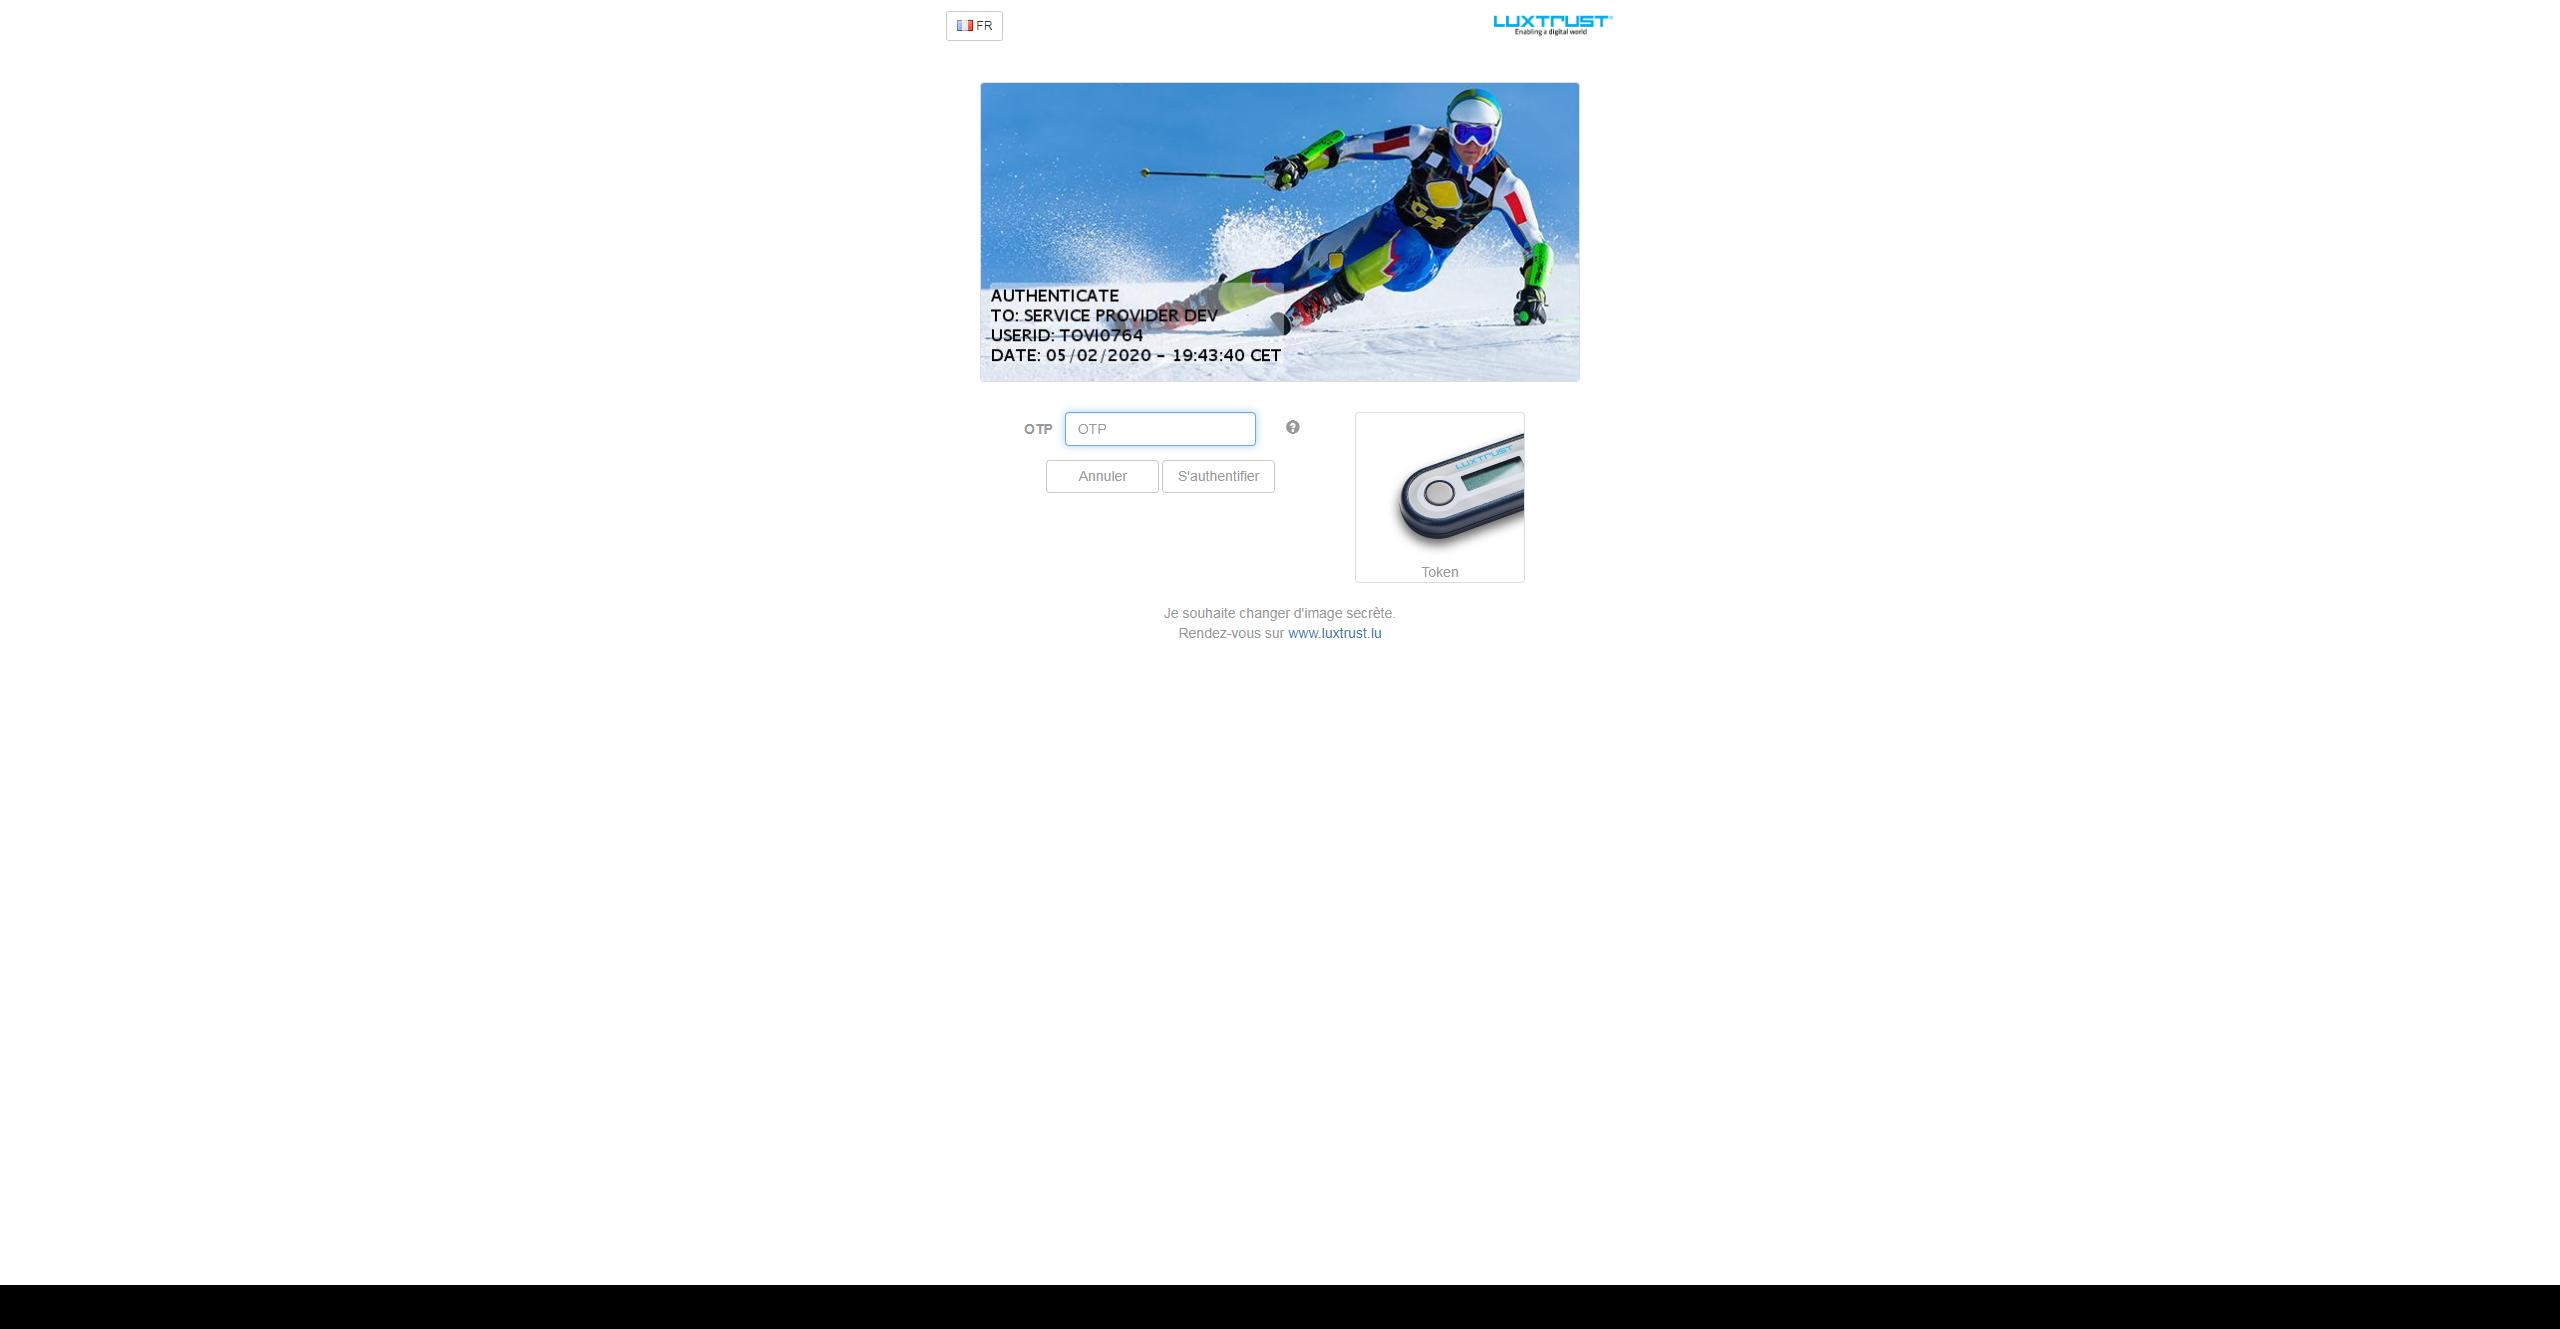 FR
LUXTRUST
Enabling a digital world
64
AUTHENTICATE
TO: SERVICE PROVIDER DEV
USERID: TOVI0764
DATE: 05/02/2020 - 19:43:40 CET
OTP OTP
Annuler S'authentifier
LUXTRUST
Token
Je souhaite changer d'image secrète.
Rendez-vous sur www.luxtrust.lu